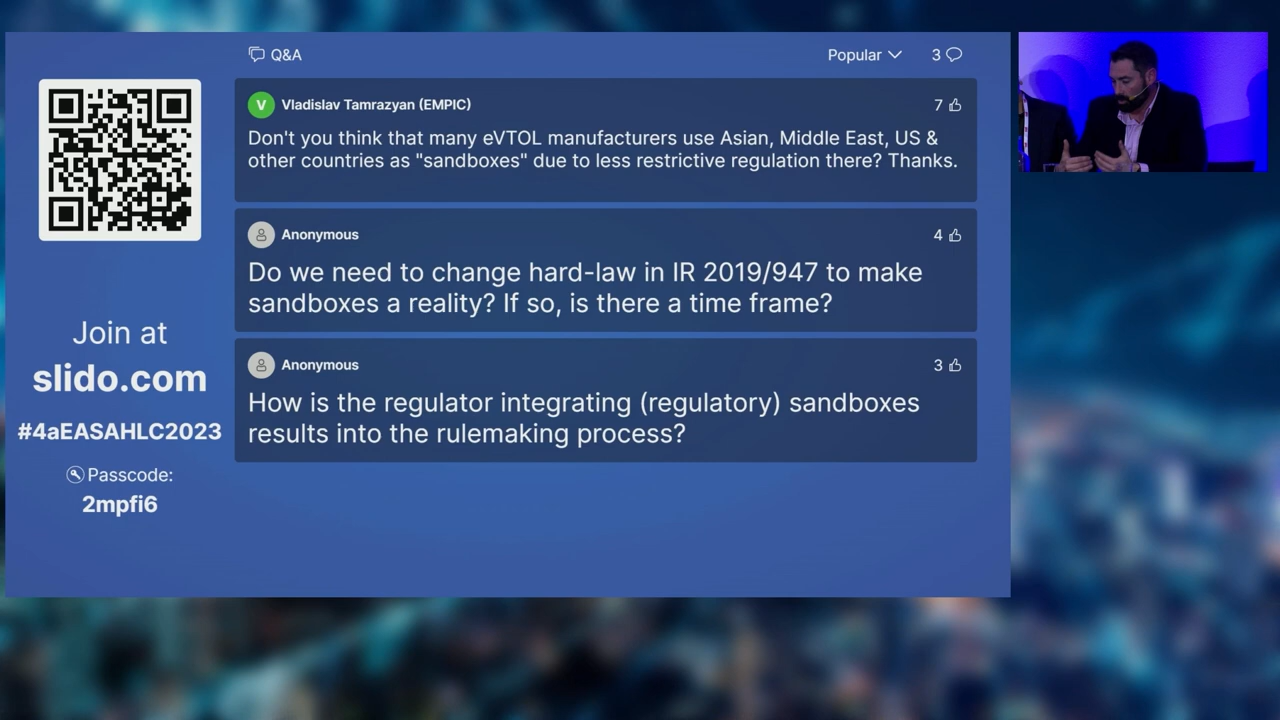 Q&A
Popular
3
V
Vladislav Tamrazyan (EMPIC)
7
Don't you think that many eVTOL manufacturers use Asian, Middle East, US &
other countries as "sandboxes" due to less restrictive regulation there? Thanks.
Anonymous
4
Do we need to change hard-law in IR 2019/947 to make
sandboxes a reality? If so, is there a time frame?
Anonymous
3
How is the regulator integrating (regulatory) sandboxes
results into the rulemaking process?
Join at
slido.com
#4aEASAHLC2023
Passcode:
2mpfi6